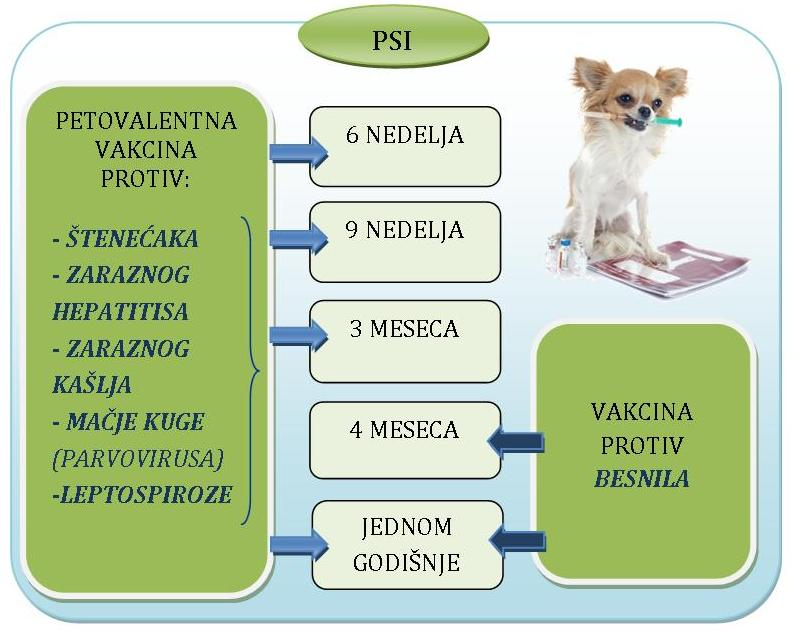 PSI
PETOVALENTNA
VAKCINA
PROTIV:
- ŠTENEĆAKA
- ZARAZNOG
HEPATITISA
- ZARAZNOG
KAŠLJA
- MAČJE KUGE
(PARVOVIRUSA)
-LEPTOSPIROZE
6 NEDELJA
9 NEDELJA
3 MESECA
4 MESECA
JEDNOM
GODIŠNJE
VAKCINA
PROTIV
BESNILA